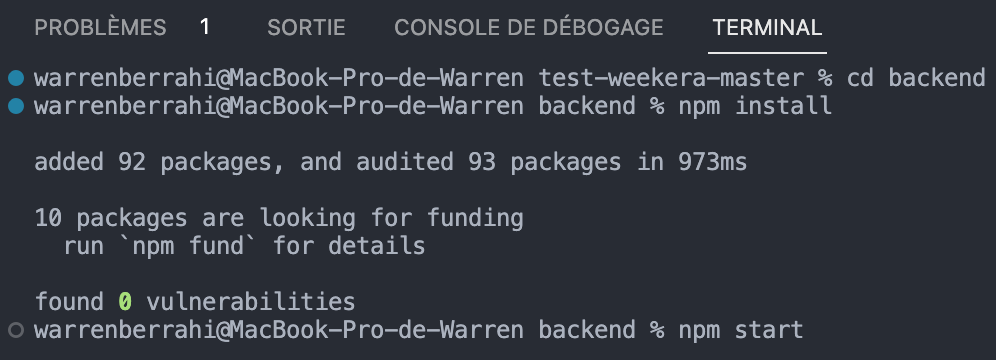 PROBLÈMES 1 SORTIE CONSOLE DE DÉBOGAGE TERMINAL
warrenberrahi@MacBook-Pro-de-Warren test-weekera-master % cd backend
warrenberrahi@MacBook-Pro-de-Warren backend % npm install
added 92 packages, and audited 93 packages in 973ms
10 packages are looking for funding
  run `npm fund` for details
found 0 vulnerabilities
warrenberrahi@MacBook-Pro-de-Warren backend % npm start